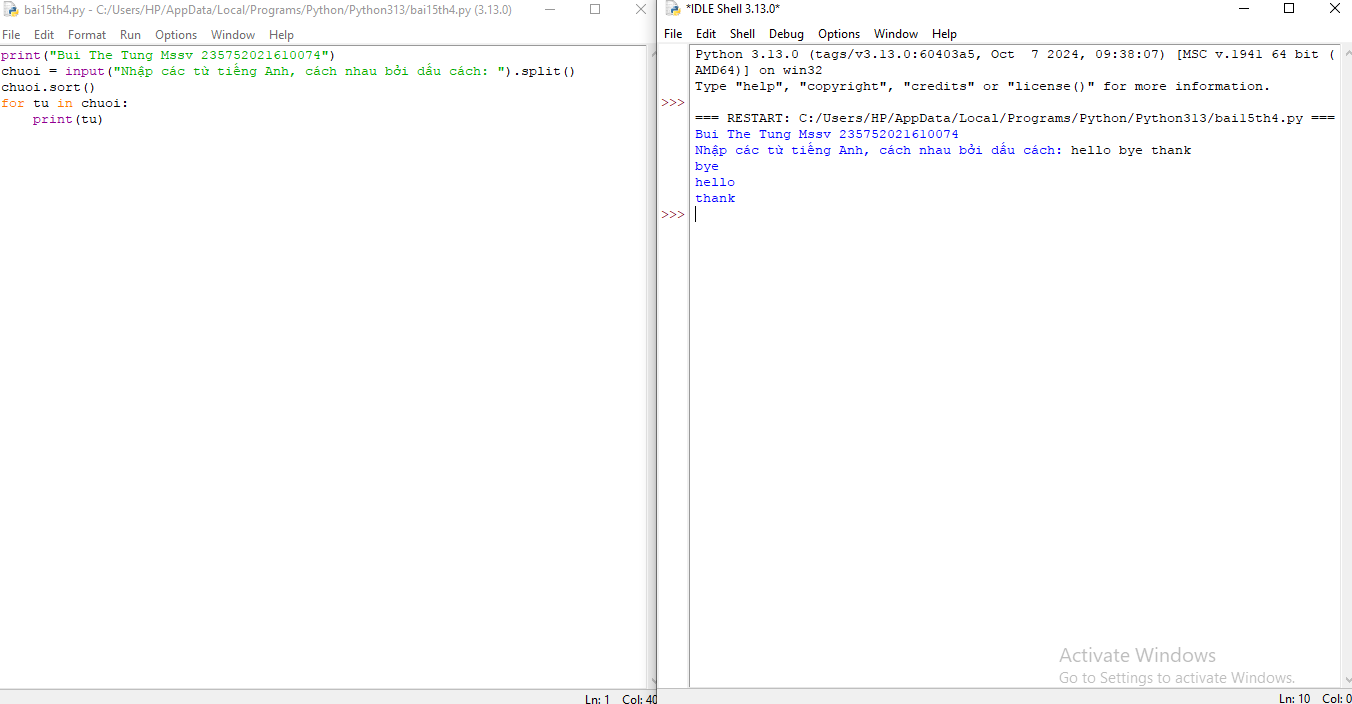 bai15th4.py - C:/Users/HP/AppData/Local/Programs/Python/Python313/bai15th4.py (3.13.0)
File Edit Format Run Options Window Help
print("Bui The Tung Mssv 235752021610074")
chuoi = input("Nhập các từ tiếng Anh, cách nhau bởi dấu cách: ").split()
chuoi.sort()
for tu in chuoi:
    print(tu)
Ln: 1 Col: 40
*IDLE Shell 3.13.0*
File Edit Shell Debug Options Window Help
Python 3.13.0 (tags/v3.13.0:60403a5, Oct  7 2024, 09:38:07) [MSC v.1941 64 bit (
AMD64)] on win32
Type "help", "copyright", "credits" or "license()" for more information.
>>>
=== RESTART: C:/Users/HP/AppData/Local/Programs/Python/Python313/bai15th4.py ===
Bui The Tung Mssv 235752021610074
Nhập các từ tiếng Anh, cách nhau bởi dấu cách: hello bye thank
bye
hello
thank
>>>
Activate Windows
Go to Settings to activate Windows.
Ln: 10 Col: 0